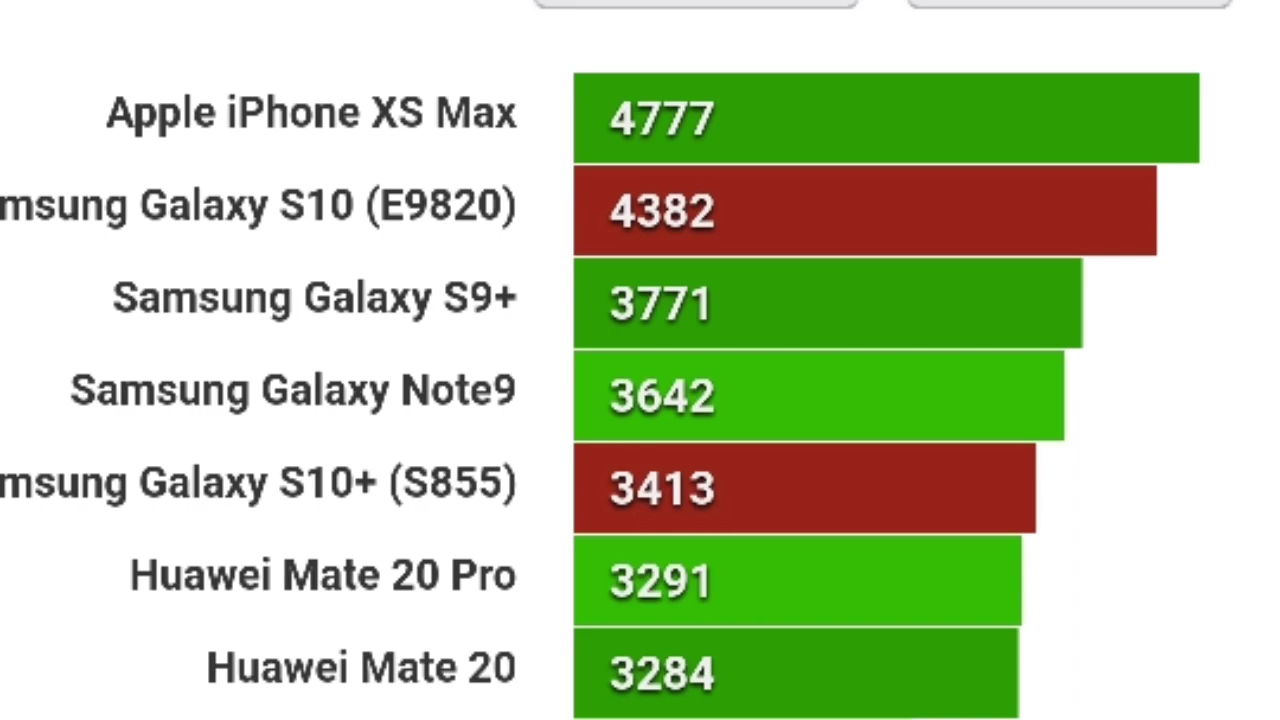 Apple iPhone XS Max 4777
msung Galaxy S10 (E9820) 4382
Samsung Galaxy S9+ 3771
Samsung Galaxy Note9 3642
msung Galaxy S10+ (S855) 3413
Huawei Mate 20 Pro 3291
Huawei Mate 20 3284